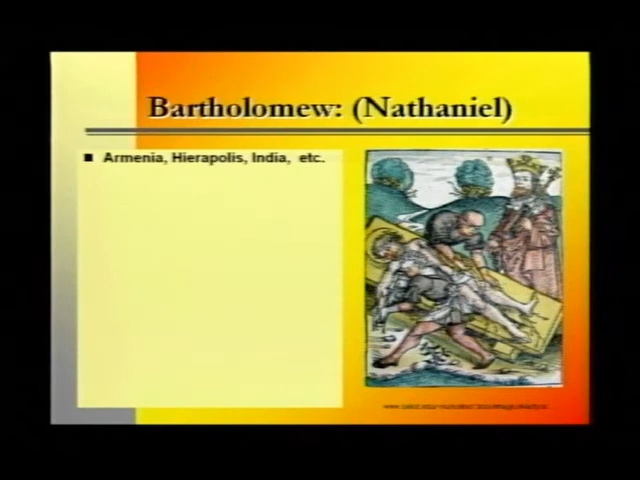 Bartholomew: (Nathaniel)
Armenia, Hierapolis, India, etc.